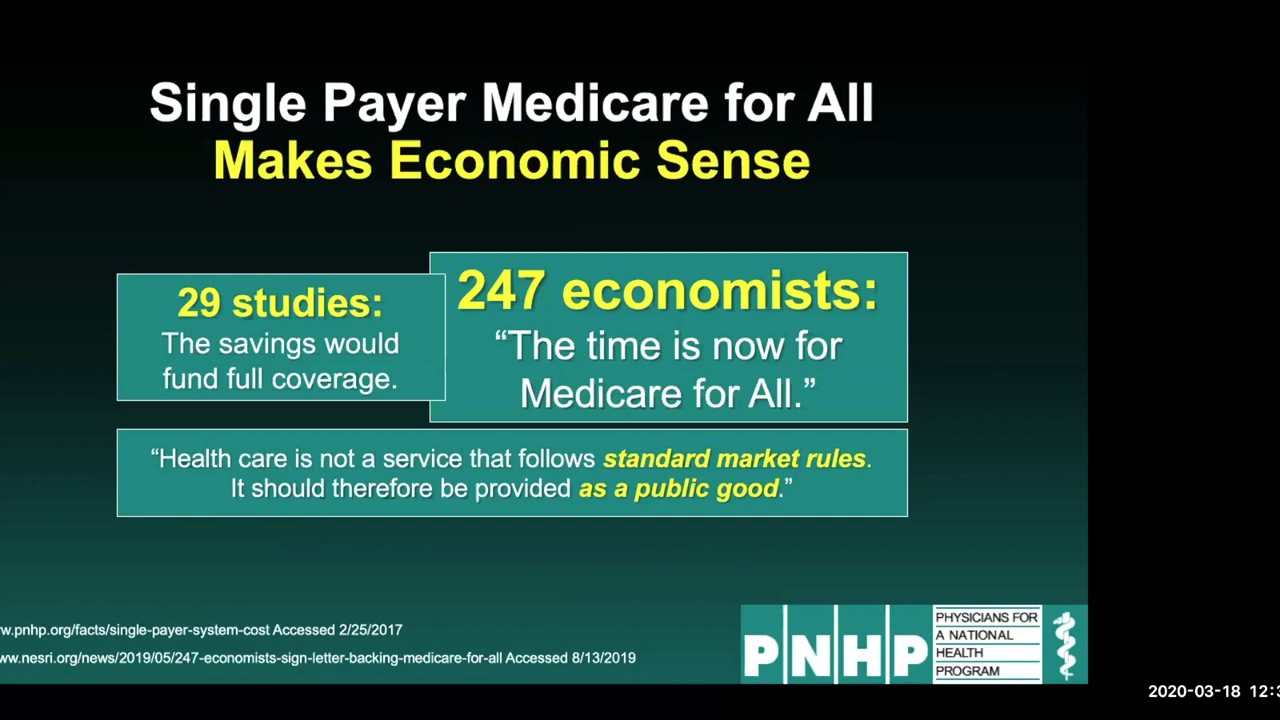 Single Payer Medicare for All
Makes Economic Sense
29 studies:
The savings would
fund full coverage.
247 economists:
“The time is now for
Medicare for All.”
“Health care is not a service that follows standard market rules.
It should therefore be provided as a public good.”
w.pnhp.org/facts/single-payer-system-cost Accessed 2/25/2017
ww.nesri.org/news/2019/05/247-economists-sign-letter-backing-medicare-for-all Accessed 8/13/2019
PNHP
PHYSICIANS FOR
A NATIONAL
HEALTH
PROGRAM
2020-03-18 12:3